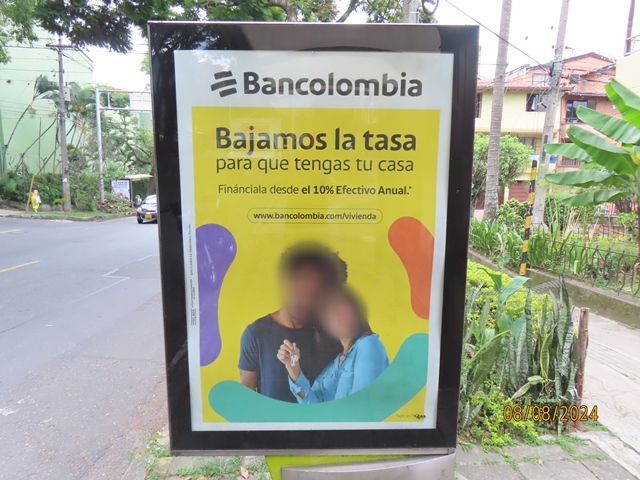 Bancolombia
Bajamos la tasa
para que tengas tu casa
Fináncíala desde el 10% Efectivo Anual.*
www.bancolombia.com/vivienda
08/08/2024